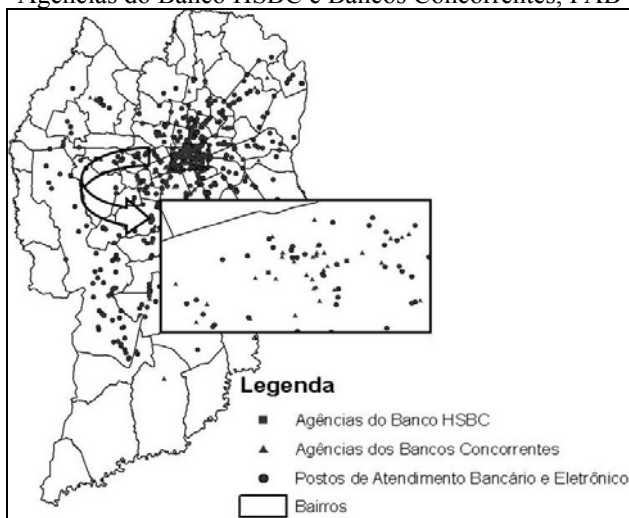 Agências do Banco HSBC e Bancos Concorrentes, PAB
Legenda
Agências do Banco HSBC
Agências dos Bancos Concorrentes
Postos de Atendimento Bancário e Eletrônico
Bairros